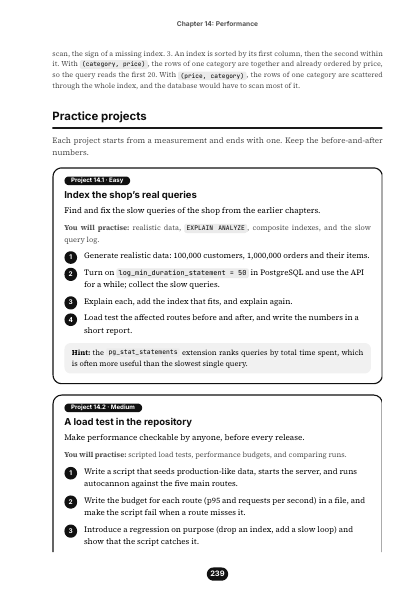 Chapter 14: Performance
scan, the sign of a missing index. 3. An index is sorted by its first column, then the second within
it. With (category, price), the rows of one category are together and already ordered by price,
so the query reads the first 20. With (price, category), the rows of one category are scattered
through the whole index, and the database would have to scan most of it.
Practice projects
Each project starts from a measurement and ends with one. Keep the before-and-after
numbers.
Project 14.1 · Easy
Index the shop's real queries
Find and fix the slow queries of the shop from the earlier chapters.
You will practise: realistic data, EXPLAIN ANALYZE, composite indexes, and the slow
query log.
1 Generate realistic data: 100,000 customers, 1,000,000 orders and their items.
2 Turn on log_min_duration_statement = 50 in PostgreSQL and use the API
for a while; collect the slow queries.
3 Explain each, add the index that fits, and explain again.
4 Load test the affected routes before and after, and write the numbers in a
short report.
Hint: the pg_stat_statements extension ranks queries by total time spent, which
is often more useful than the slowest single query.
Project 14.2 · Medium
A load test in the repository
Make performance checkable by anyone, before every release.
You will practise: scripted load tests, performance budgets, and comparing runs.
1 Write a script that seeds production-like data, starts the server, and runs
autocannon against the five main routes.
2 Write the budget for each route (p95 and requests per second) in a file, and
make the script fail when a route misses it.
3 Introduce a regression on purpose (drop an index, add a slow loop) and
show that the script catches it.
239